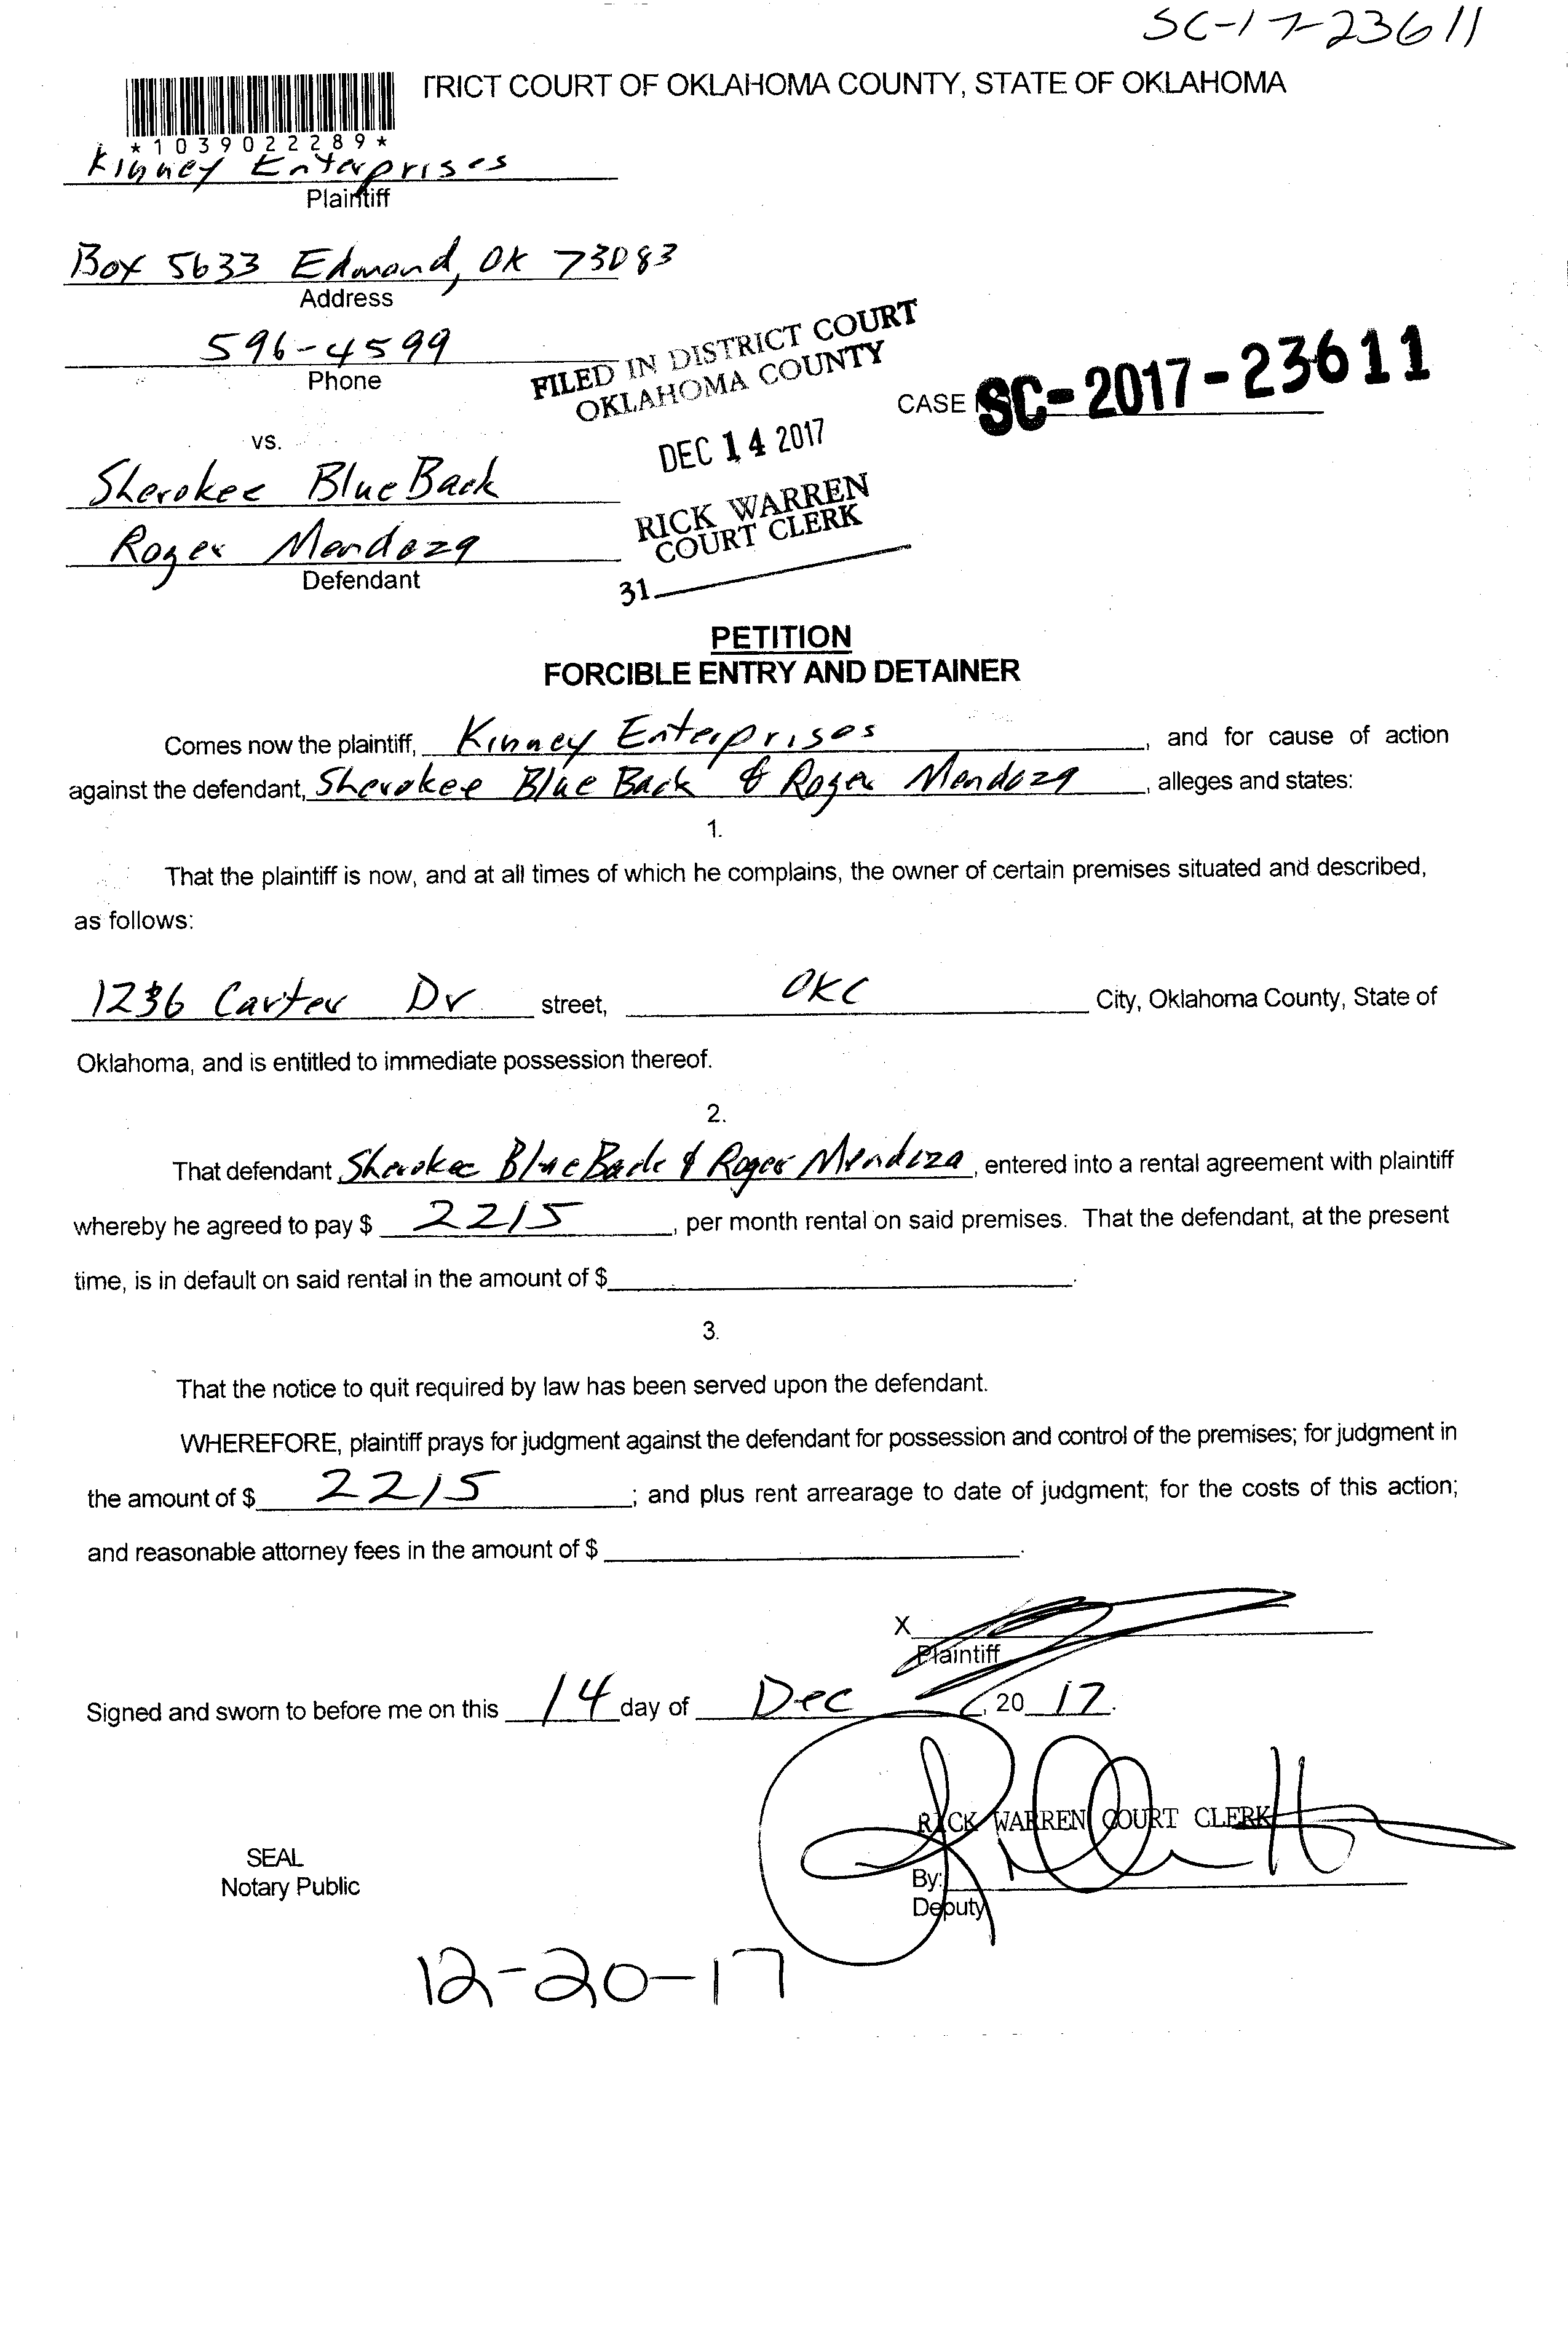 SC-17-23611
TRICT COURT OF OKLAHOMA COUNTY, STATE OF OKLAHOMA
*1039022289*
Kinney Enterprises
Plaintiff
Box 5633 Edmond, OK 73083
Address
596-4599
Phone
FILED IN DISTRICT COURT
OKLAHOMA COUNTY
CASE SC-2017-23611
DEC 14 2017
vs.
Sherokee BlueBack
RICK WARREN
COURT CLERK
Roger Mendoza
Defendant
31
PETITION
FORCIBLE ENTRY AND DETAINER
Comes now the plaintiff, Kinney Enterprises, and for cause of action
against the defendant, Sherokee Blue Back & Roger Mendoza, alleges and states:
1.
That the plaintiff is now, and at all times of which he complains, the owner of certain premises situated and described,
as follows:
1236 Carter Dr street, OKC City, Oklahoma County, State of
Oklahoma, and is entitled to immediate possession thereof.
2.
That defendant Sherokee BlueBack & Roger Mendoza, entered into a rental agreement with plaintiff
whereby he agreed to pay $ 2215, per month rental on said premises. That the defendant, at the present
time, is in default on said rental in the amount of $ .
3.
That the notice to quit required by law has been served upon the defendant.
WHEREFORE, plaintiff prays for judgment against the defendant for possession and control of the premises; for judgment in
the amount of $ 2215; and plus rent arrearage to date of judgment; for the costs of this action;
and reasonable attorney fees in the amount of $ .
X
Plaintiff
Signed and sworn to before me on this 14 day of Dec, 20 17.
RICK WARREN COURT CLERK
SEAL
Notary Public
By:
Deputy
12-20-17